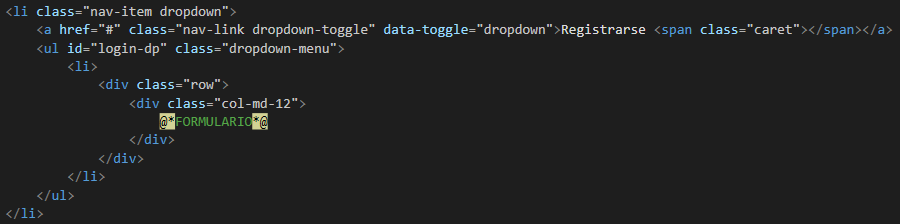 <li class="nav-item dropdown">
    <a href="#" class="nav-link dropdown-toggle" data-toggle="dropdown">Registrarse <span class="caret"></span></a>
    <ul id="login-dp" class="dropdown-menu">
        <li>
            <div class="row">
                <div class="col-md-12">
                    @*FORMULARIO*@
                </div>
            </div>
        </li>
    </ul>
</li>